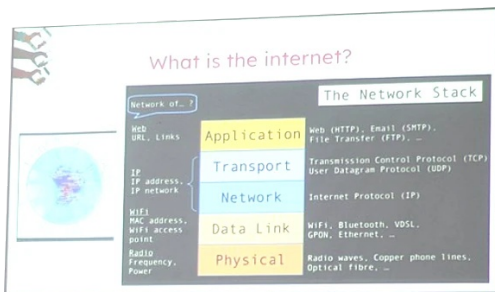 What is the internet?
The Network Stack
Network of… ?
Web
URL, Links
IP
IP address,
IP network
WiFi
MAC address,
WiFi access
point
Radio
Frequency,
Power
Application
Transport
Network
Data Link
Physical
Web (HTTP), Email (SMTP),
File Transfer (FTP), …
Transmission Control Protocol (TCP)
User Datagram Protocol (UDP)
Internet Protocol (IP)
WiFi, Bluetooth, VDSL,
GPON, Ethernet, …
Radio waves, Copper phone lines,
Optical fibre, …